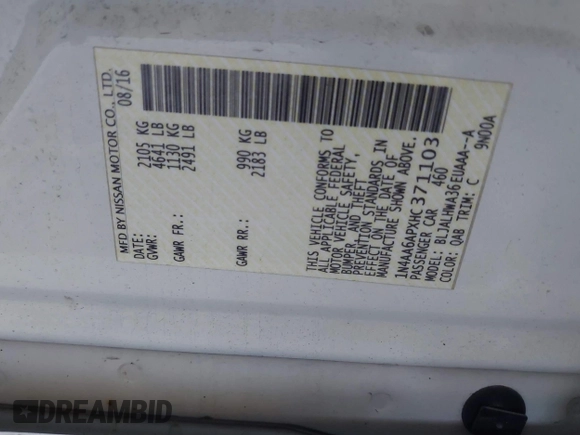 MFD BY NISSAN MOTOR CO., LTD.
DATE: 08/16
GVWR: 2105 KG
4641 LB
GAWR FR.: 1130 KG
2491 LB
GAWR RR.: 990 KG
2183 LB
THIS VEHICLE CONFORMS TO
ALL APPLICABLE FEDERAL
MOTOR VEHICLE SAFETY,
BUMPER, AND THEFT
PREVENTION STANDARDS IN
EFFECT ON THE DATE OF
MANUFACTURE SHOWN ABOVE.
1N4AA6APXHC371103
PASSENGER CAR 460
MODEL: BLJALHWA36EUAAA--A
COLOR: QAB TRIM: C 9N00A
DREAMBID